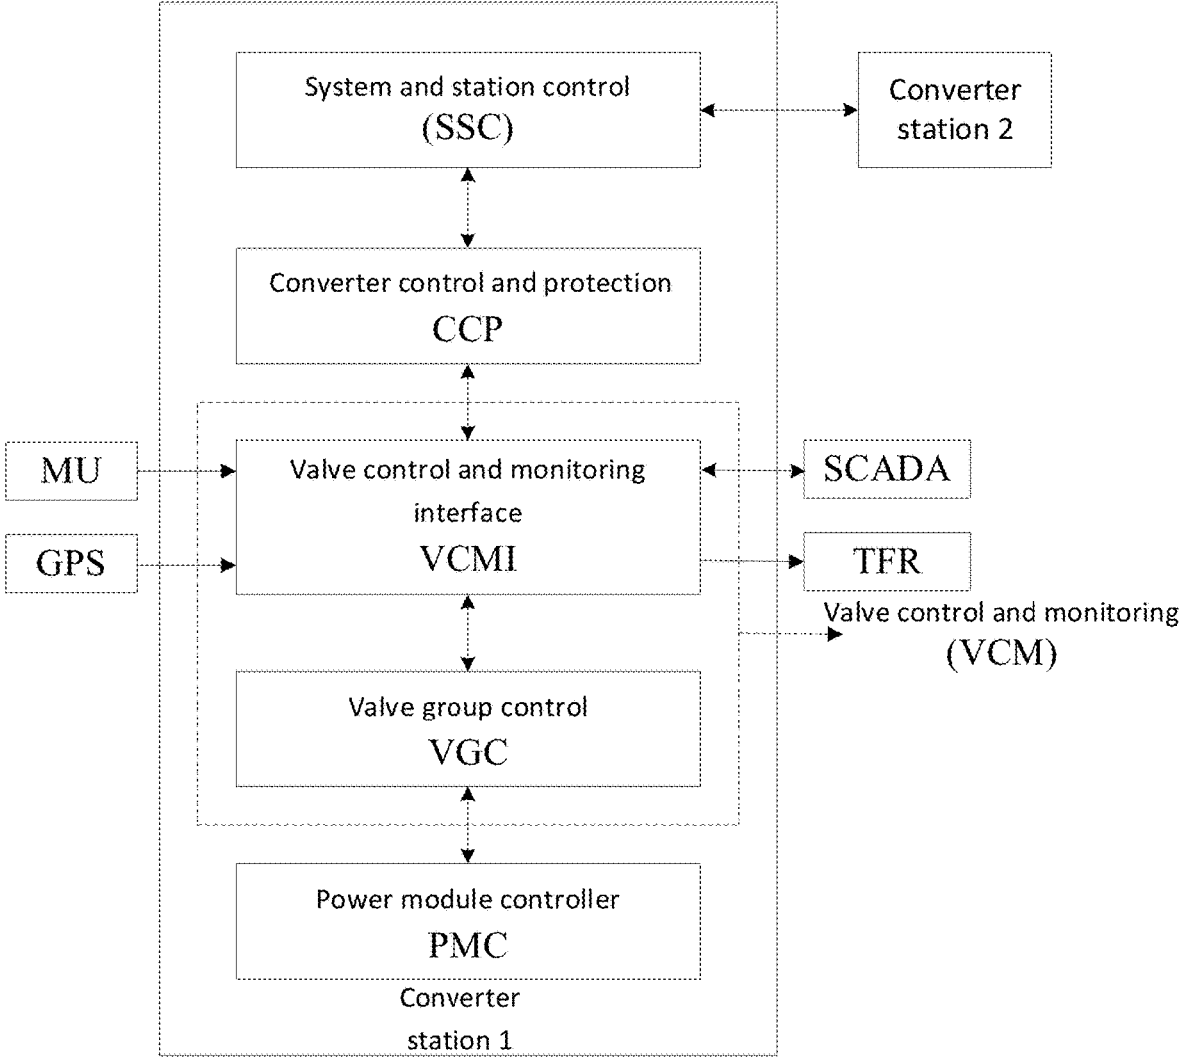 System and station control
(SSC)
Converter
station 2
Converter control and protection
CCP
MU
Valve control and monitoring
interface
VCMI
SCADA
GPS
TFR
Valve control and monitoring
(VCM)
Valve group control
VGC
Power module controller
PMC
Converter
station 1